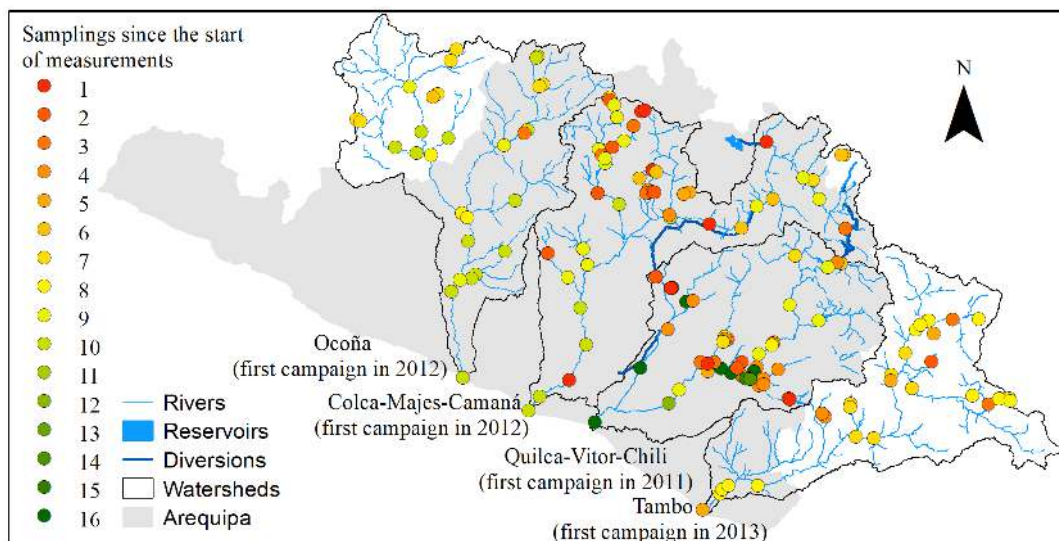 Samplings since the start
of measurements
1
2
3
4
5
6
7
8
9
10
11
12
13
14
15
16
Rivers
Reservoirs
Diversions
Watersheds
Arequipa
N
Ocoña
(first campaign in 2012)
Colca-Majes-Camaná
(first campaign in 2012)
Quilca-Vitor-Chili
(first campaign in 2011)
Tambo
(first campaign in 2013)